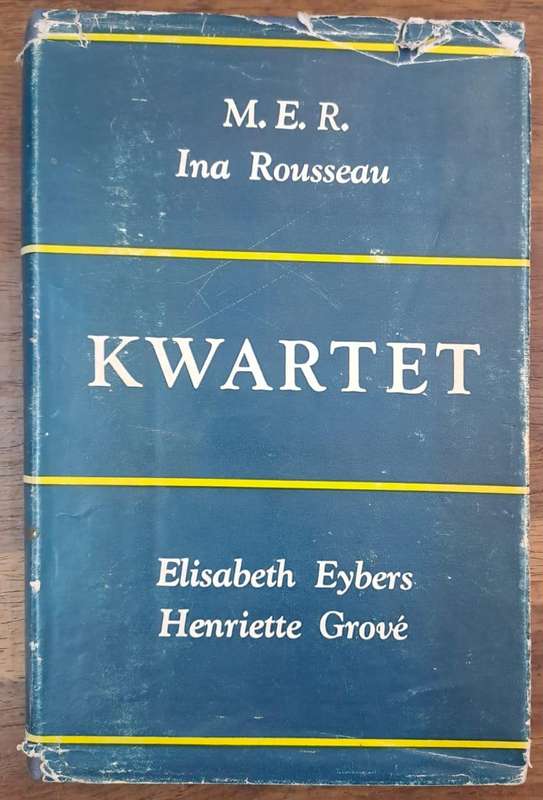 M. E. R.
Ina Rousseau
KWARTET
Elisabeth Eybers
Henriette Grové